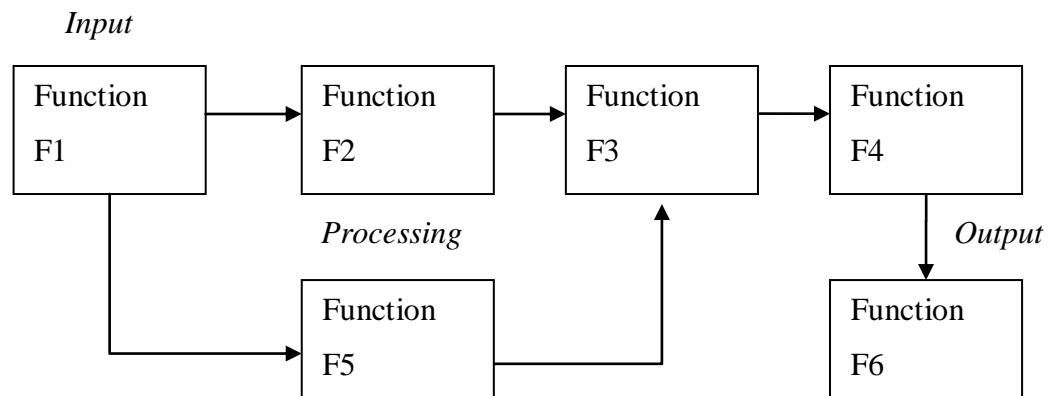 Input
Function
F1
Function
F2
Function
F3
Function
F4
Processing
Output
Function
F5
Function
F6